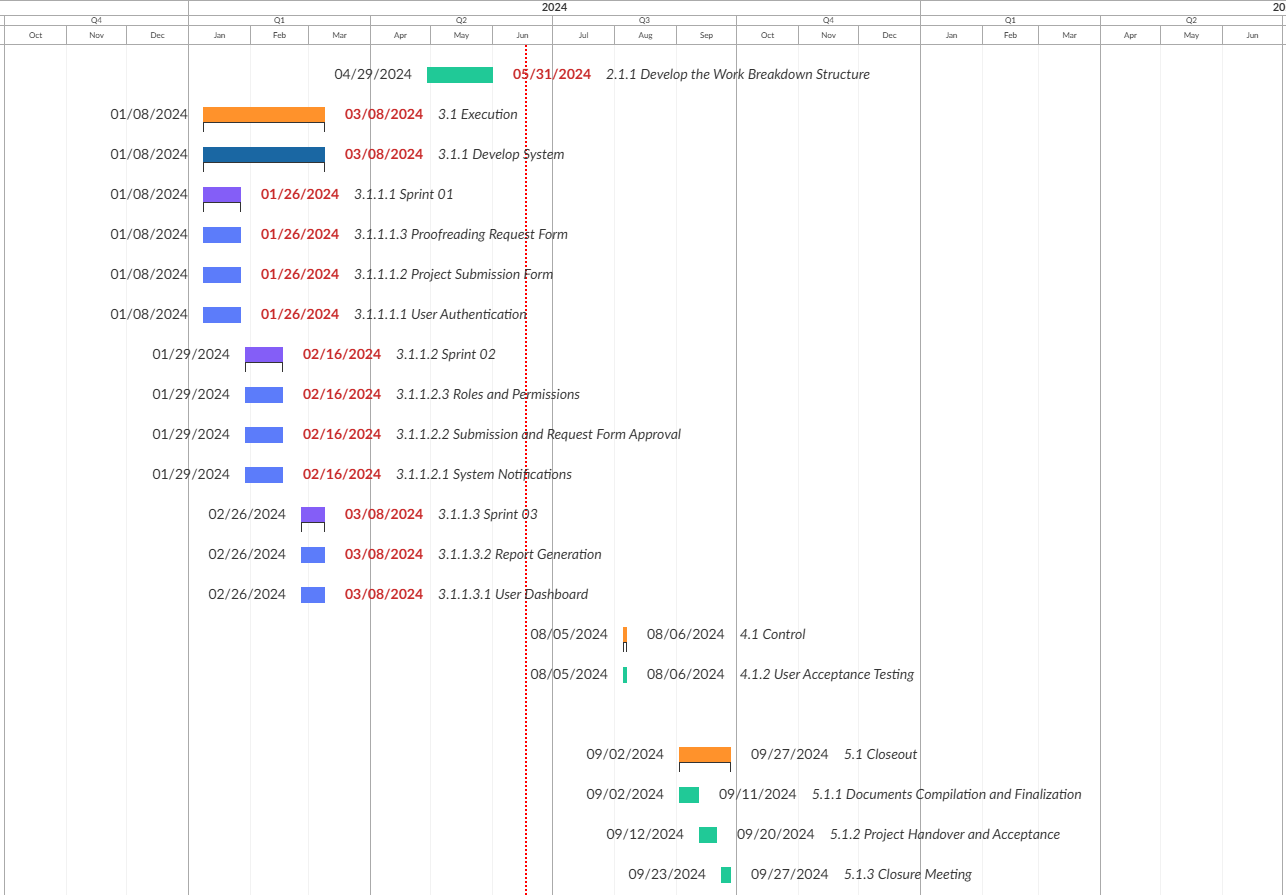 2024
20
Q4 Q1 Q2 Q3 Q4 Q1 Q2
Oct Nov Dec Jan Feb Mar Apr May Jun Jul Aug Sep Oct Nov Dec Jan Feb Mar Apr May Jun
04/29/2024 05/31/2024 2.1.1 Develop the Work Breakdown Structure
01/08/2024 03/08/2024 3.1 Execution
01/08/2024 03/08/2024 3.1.1 Develop System
01/08/2024 01/26/2024 3.1.1.1 Sprint 01
01/08/2024 01/26/2024 3.1.1.1.3 Proofreading Request Form
01/08/2024 01/26/2024 3.1.1.1.2 Project Submission Form
01/08/2024 01/26/2024 3.1.1.1.1 User Authentication
01/29/2024 02/16/2024 3.1.1.2 Sprint 02
01/29/2024 02/16/2024 3.1.1.2.3 Roles and Permissions
01/29/2024 02/16/2024 3.1.1.2.2 Submission and Request Form Approval
01/29/2024 02/16/2024 3.1.1.2.1 System Notifications
02/26/2024 03/08/2024 3.1.1.3 Sprint 03
02/26/2024 03/08/2024 3.1.1.3.2 Report Generation
02/26/2024 03/08/2024 3.1.1.3.1 User Dashboard
08/05/2024 08/06/2024 4.1 Control
08/05/2024 08/06/2024 4.1.2 User Acceptance Testing
09/02/2024 09/27/2024 5.1 Closeout
09/02/2024 09/11/2024 5.1.1 Documents Compilation and Finalization
09/12/2024 09/20/2024 5.1.2 Project Handover and Acceptance
09/23/2024 09/27/2024 5.1.3 Closure Meeting